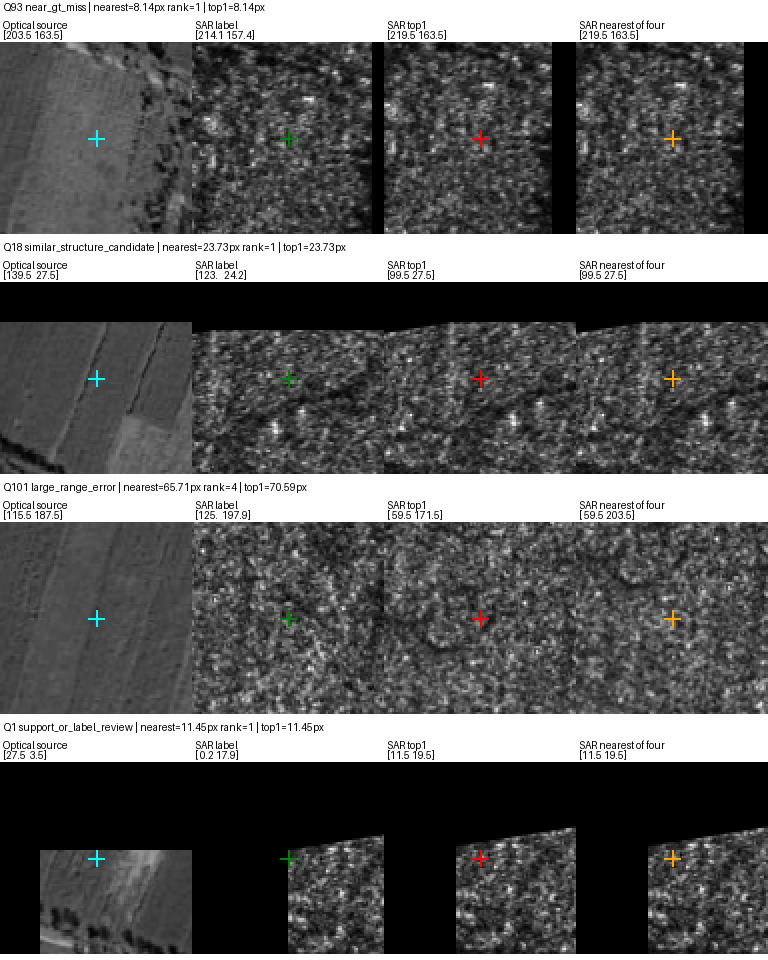 Q93 near_gt_miss | nearest=8.14px rank=1 | top1=8.14px
Optical source SAR label SAR top1 SAR nearest of four
[203.5 163.5] [214.1 157.4] [219.5 163.5] [219.5 163.5]
Q18 similar_structure_candidate | nearest=23.73px rank=1 | top1=23.73px
Optical source SAR label SAR top1 SAR nearest of four
[139.5  27.5] [123.   24.2] [99.5 27.5] [99.5 27.5]
Q101 large_range_error | nearest=65.71px rank=4 | top1=70.59px
Optical source SAR label SAR top1 SAR nearest of four
[115.5 187.5] [125.  197.9] [ 59.5 171.5] [ 59.5 203.5]
Q1 support_or_label_review | nearest=11.45px rank=1 | top1=11.45px
Optical source SAR label SAR top1 SAR nearest of four
[27.5  3.5] [ 0.2 17.9] [11.5 19.5] [11.5 19.5]